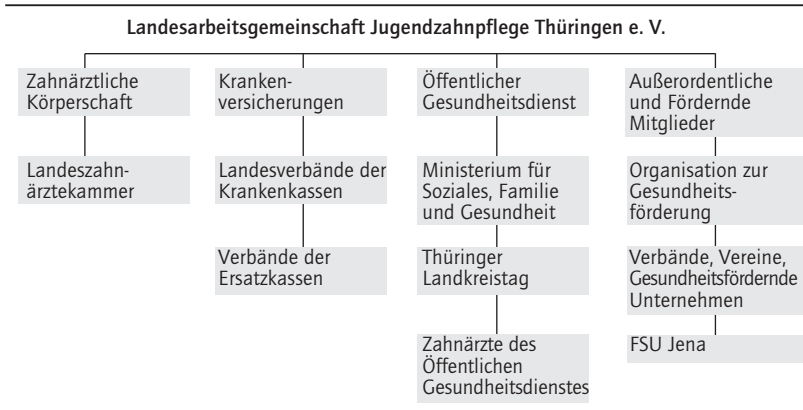 Landesarbeitsgemeinschaft Jugendzahnpflege Thüringen e. V.
Zahnärztliche
Körperschaft
Landeszahn-
ärztekammer
Kranken-
versicherungen
Landesverbände der
Krankenkassen
Verbände der
Ersatzkassen
Öffentlicher
Gesundheitsdienst
Ministerium für
Soziales, Familie
und Gesundheit
Thüringer
Landkreistag
Zahnärzte des
Öffentlichen
Gesundheitsdienstes
Außerordentliche
und Fördernde
Mitglieder
Organisation zur
Gesundheits-
förderung
Verbände, Vereine,
Gesundheitsfördernde
Unternehmen
FSU Jena